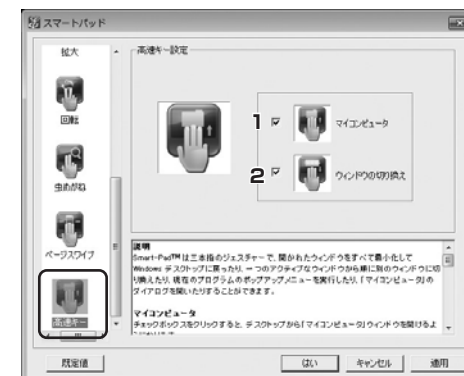 スマートパッド
拡大
回転
虫めがね
ページスワイプ
高速キー
高速キー設定
1
マイコンピュータ
2
ウィンドウの切り換え
説明
Smart-Pad™は三本指のジェスチャーで、開かれたウィンドウをすべて最小化して
Windows デスクトップに戻ったり、一つのアクティブなウィンドウから順に別のウィンドウに切
り換えたり、現在のプログラムのポップアップメニューを実行したり、「マイコンピュータ」の
ダイアログを開いたりすることができます。
マイコンピュータ
チェックボックスをクリックすると、デスクトップから「マイコンピュータ」ウィンドウを開けるよ
既定値
はい
キャンセル
適用